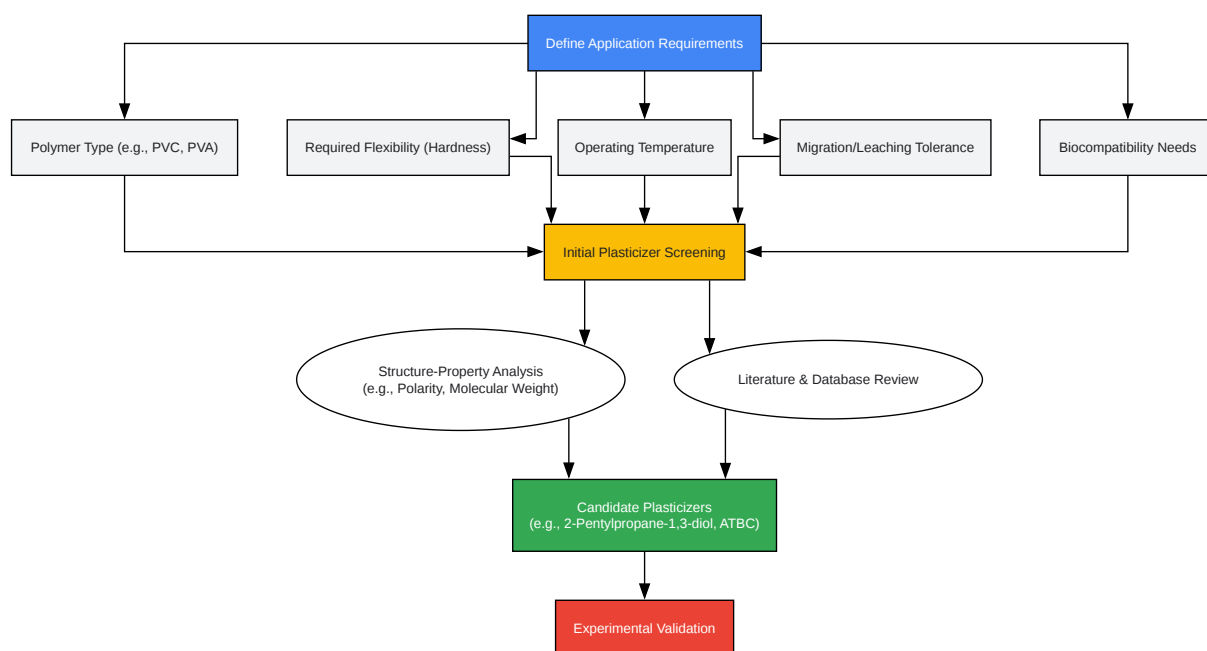 Define Application Requirements
Polymer Type (e.g., PVC, PVA)
Required Flexibility (Hardness)
Operating Temperature
Migration/Leaching Tolerance
Biocompatibility Needs
Initial Plasticizer Screening
Structure-Property Analysis
(e.g., Polarity, Molecular Weight)
Literature & Database Review
Candidate Plasticizers
(e.g., 2-Pentylpropane-1,3-diol, ATBC)
Experimental Validation